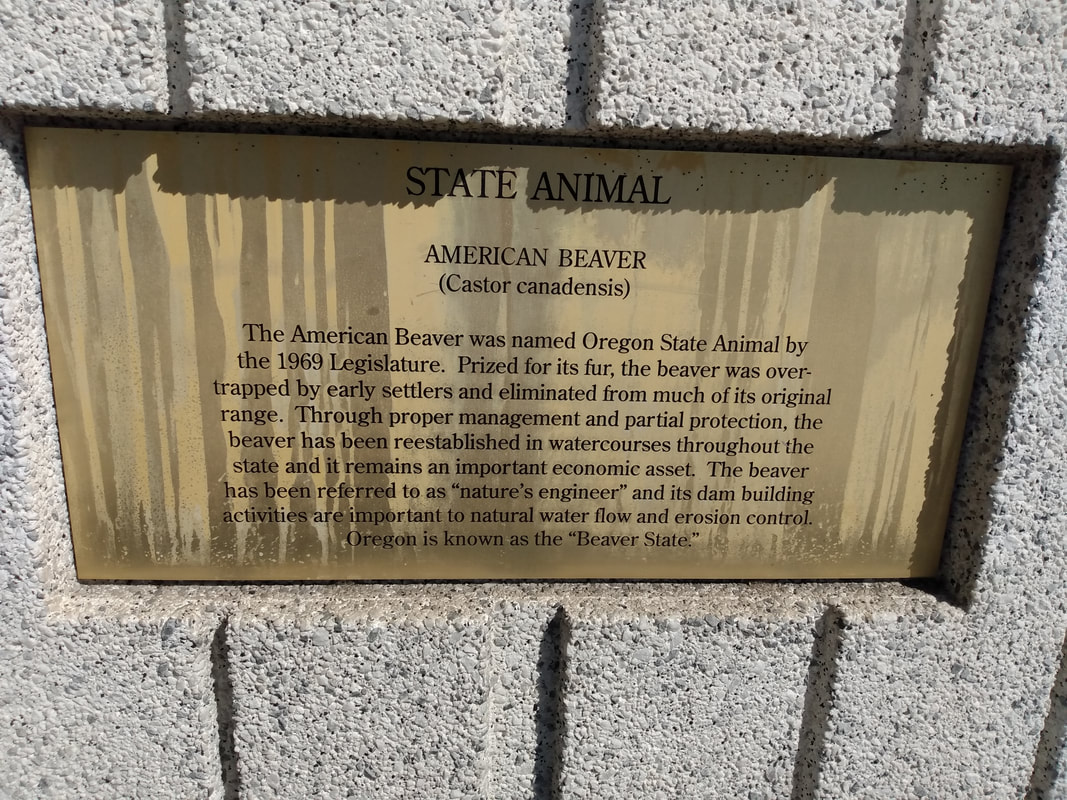 STATE ANIMAL
AMERICAN BEAVER
(Castor canadensis)
The American Beaver was named Oregon State Animal by
the 1969 Legislature.  Prized for its fur, the beaver was over-
trapped by early settlers and eliminated from much of its original
range.  Through proper management and partial protection, the
beaver has been reestablished in watercourses throughout the
state and it remains an important economic asset.  The beaver
has been referred to as “nature’s engineer” and its dam building
activities are important to natural water flow and erosion control.
Oregon is known as the “Beaver State.”